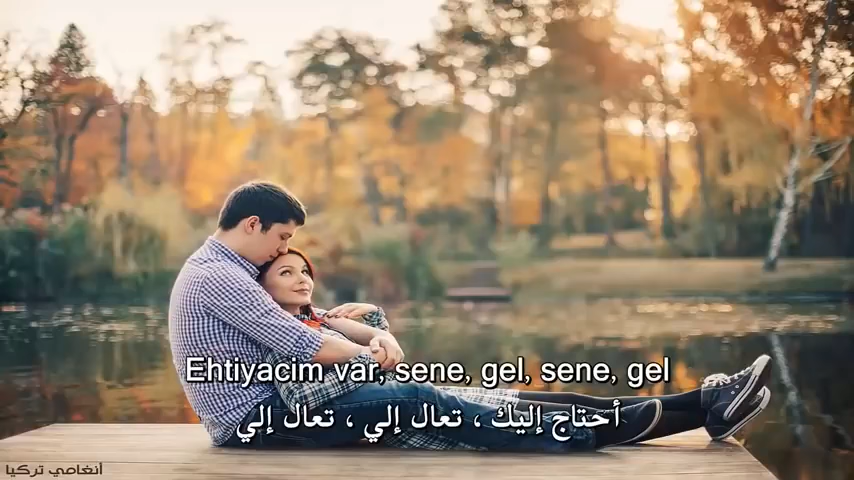 Ehtiyacim var, sene, gel, sene, gel
أحتاج إليك ، تعال إلي ، تعال إلي
أنغامي تركيا